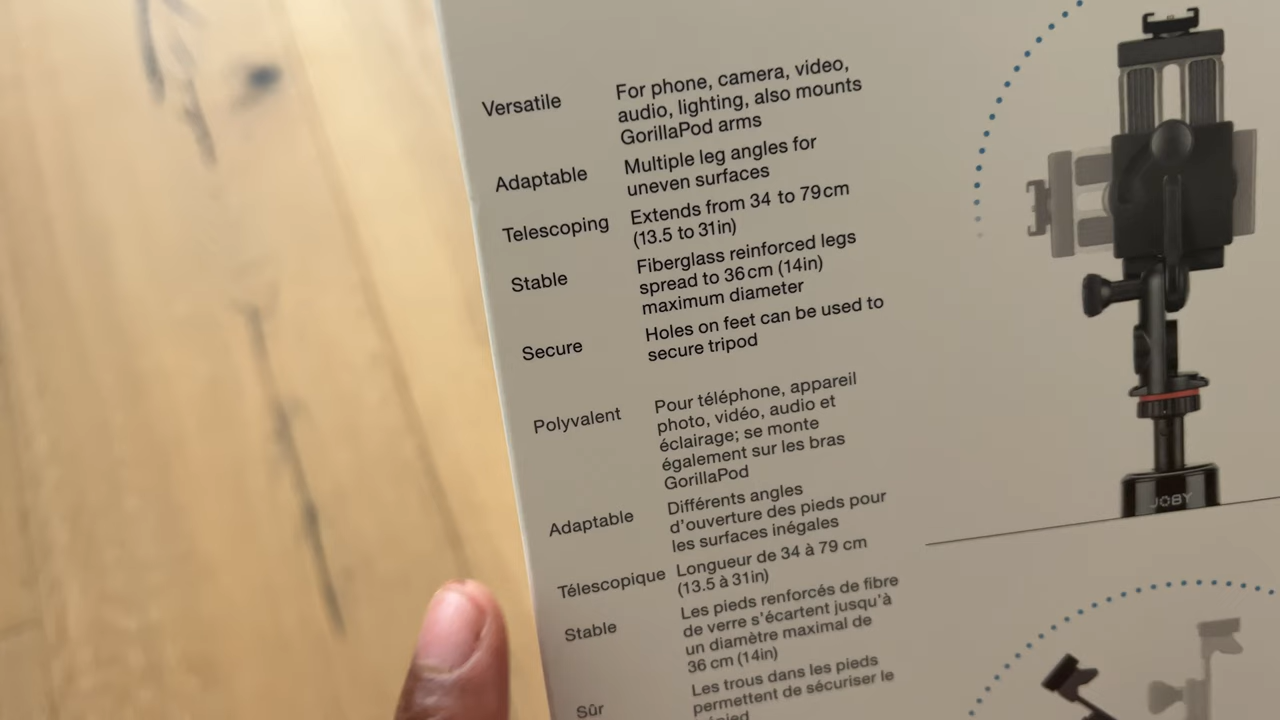 Versatile For phone, camera, video,
audio, lighting, also mounts
GorillaPod arms
Adaptable Multiple leg angles for
uneven surfaces
Telescoping Extends from 34 to 79cm
(13.5 to 31in)
Stable Fiberglass reinforced legs
spread to 36cm (14in)
maximum diameter
Secure Holes on feet can be used to
secure tripod
Polyvalent Pour téléphone, appareil
photo, vidéo, audio et
éclairage; se monte
également sur les bras
GorillaPod
Adaptable Différents angles
d'ouverture des pieds pour
les surfaces inégales
Télescopique Longueur de 34 à 79 cm
(13.5 à 31in)
Stable Les pieds renforcés de fibre
de verre s'écartent jusqu'à
un diamètre maximal de
36 cm (14in)
Sûr Les trous dans les pieds
permettent de sécuriser le
JOBY